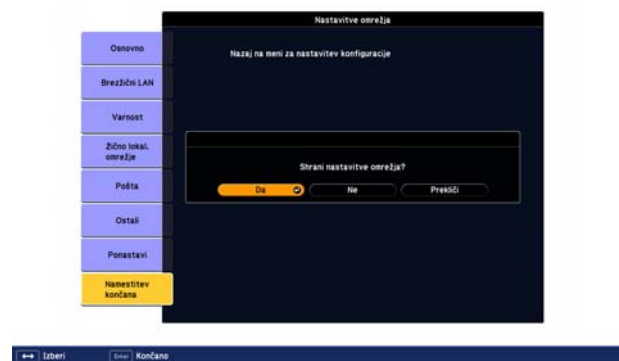 Nastavitve omrežja
Osnovno
Nazaj na meni za nastavitev konfiguracije
Brezžični LAN
Varnost
Žično lokal.
omrežje
Shrani nastavitve omrežja?
Pošta
Da
Ne
Prekliči
Ostali
Ponastavi
Namestitev
končana
Izberi
Enter Končano